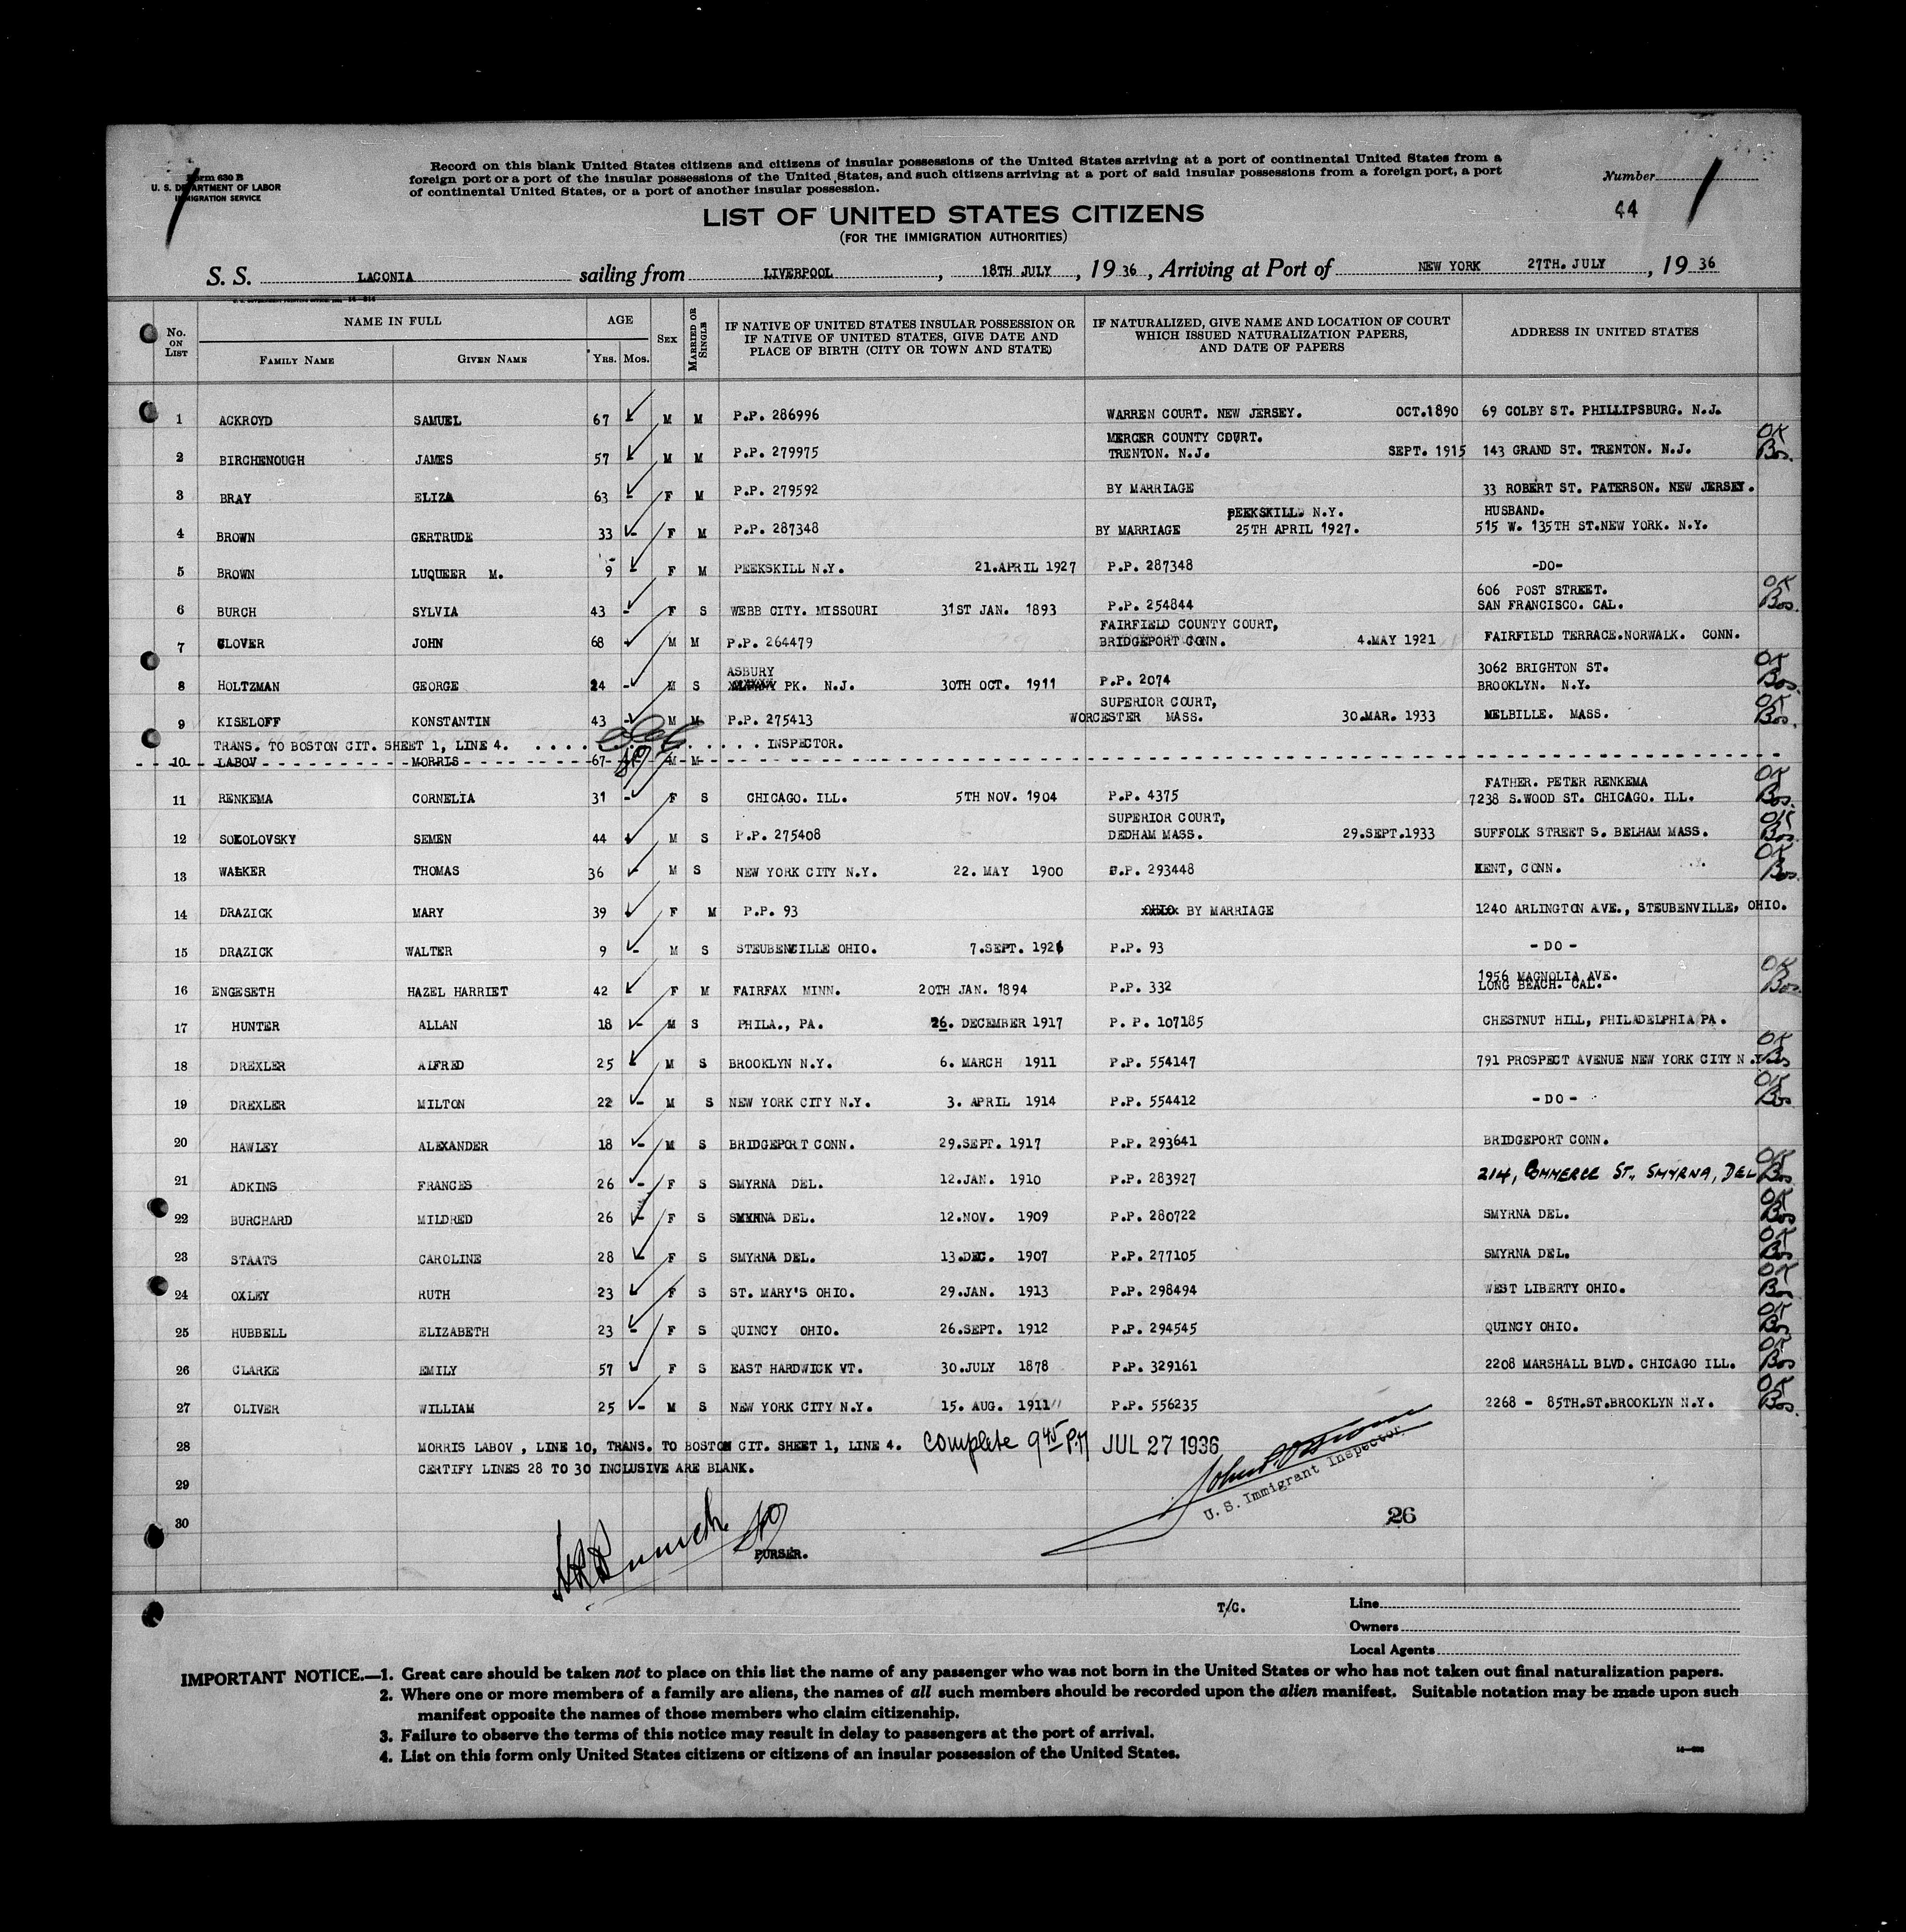 Form 630 B
U. S. DEPARTMENT OF LABOR
IMMIGRATION SERVICE
Record on this blank United States citizens and citizens of insular possessions of the United States arriving at a port of continental United States from a
foreign port or a port of the insular possessions of the United States, and such citizens arriving at a port of said insular possessions from a foreign port, a port
of continental United States, or a port of another insular possession.
Number
44
LIST OF UNITED STATES CITIZENS
(FOR THE IMMIGRATION AUTHORITIES)
S. S. LACONIA sailing from LIVERPOOL, 18TH JULY, 1936, Arriving at Port of NEW YORK 27TH. JULY, 1936
No. ON LIST
NAME IN FULL
FAMILY NAME
GIVEN NAME
AGE
YRS. MOS.
SEX
MARRIED OR SINGLE
IF NATIVE OF UNITED STATES INSULAR POSSESSION OR
IF NATIVE OF UNITED STATES, GIVE DATE AND
PLACE OF BIRTH (CITY OR TOWN AND STATE)
IF NATURALIZED, GIVE NAME AND LOCATION OF COURT
WHICH ISSUED NATURALIZATION PAPERS,
AND DATE OF PAPERS
ADDRESS IN UNITED STATES
1 ACKROYD SAMUEL 67 M M P.P. 286996 WARREN COURT. NEW JERSEY. OCT.1890 69 COLBY ST. PHILLIPSBURG. N.J.
MERCER COUNTY COURT. OK
2 BIRCHENOUGH JAMES 57 M M P.P. 279975 TRENTON. N.J. SEPT. 1915 143 GRAND ST. TRENTON. N.J. Bos.
3 BRAY ELIZA 63 F M P.P. 279592 BY MARRIAGE 33 ROBERT ST. PATERSON. NEW JERSEY.
PEEKSKILL N.Y. HUSBAND.
4 BROWN GERTRUDE 33 F M P.P. 287348 BY MARRIAGE 25TH APRIL 1927. 515 W. 135TH ST.NEW YORK. N.Y.
5 BROWN LUQUEER M. 9 F M PEEKSKILL N.Y. 21.APRIL 1927 P.P. 287348 -DO-
606 POST STREET. OK
6 BURCH SYLVIA 43 F S WEBB CITY. MISSOURI 31ST JAN. 1893 P.P. 254844 SAN FRANCISCO. CAL. Bos.
FAIRFIELD COUNTY COURT,
7 GLOVER JOHN 68 M M P.P. 264479 BRIDGEPORT CONN. 4.MAY 1921 FAIRFIELD TERRACE.NORWALK. CONN.
ASBURY 3062 BRIGHTON ST. OK
8 HOLTZMAN GEORGE 24 M S PK. N.J. 30TH OCT. 1911 P.P. 2074 BROOKLYN. N.Y. Bos.
SUPERIOR COURT, OK
9 KISELOFF KONSTANTIN 43 M M P.P. 275413 WORCESTER MASS. 30.MAR. 1933 MELBILLE. MASS. Bos.
TRANS. TO BOSTON CIT. SHEET 1, LINE 4. INSPECTOR.
10 LABOV MORRIS 67 M M
FATHER. PETER RENKEMA OK
11 RENKEMA CORNELIA 31 F S CHICAGO. ILL. 5TH NOV. 1904 P.P. 4375 7238 S.WOOD ST. CHICAGO. ILL. Bos.
SUPERIOR COURT, OK
12 SOKOLOVSKY SEMEN 44 M S P.P. 275408 DEDHAM MASS. 29.SEPT.1933 SUFFOLK STREET S. BELHAM MASS. Bos.
OK
13 WALKER THOMAS 36 M S NEW YORK CITY N.Y. 22. MAY 1900 P.P. 293448 KENT, CONN. Bos.
14 DRAZICK MARY 39 F M P.P. 93 OHIO BY MARRIAGE 1240 ARLINGTON AVE., STEUBENVILLE, OHIO.
15 DRAZICK WALTER 9 M S STEUBENCILLE OHIO. 7.SEPT. 1926 P.P. 93 - DO -
1956 MAGNOLIA AVE. OK
16 ENGESETH HAZEL HARRIET 42 F M FAIRFAX MINN. 20TH JAN. 1894 P.P. 332 LONG BEACH. CAL. Bos.
17 HUNTER ALLAN 18 M S PHILA., PA. 26. DECEMBER 1917 P. P. 107185 CHESTNUT HILL, PHILADELPHIA PA.
OK
18 DREXLER ALFRED 25 M S BROOKLYN N.Y. 6. MARCH 1911 P.P. 554147 791 PROSPECT AVENUE NEW YORK CITY N.Y. Bos
OK
19 DREXLER MILTON 22 M S NEW YORK CITY N.Y. 3. APRIL 1914 P.P. 554412 - DO - Bos
20 HAWLEY ALEXANDER 18 M S BRIDGEPORT CONN. 29.SEPT. 1917 P.P. 293641 BRIDGEPORT CONN.
OK
21 ADKINS FRANCES 26 F S SMYRNA DEL. 12.JAN. 1910 P.P. 283927 214, COMMERCE ST., SMYRNA, DEL Bos.
OK
22 BURCHARD MILDRED 26 F S SMYRNA DEL. 12.NOV. 1909 P.P. 280722 SMYRNA DEL. Bos
OK
23 STAATS CAROLINE 28 F S SMYRNA DEL. 13.DEC. 1907 P.P. 277105 SMYRNA DEL. Bos
OK
24 OXLEY RUTH 23 F S ST. MARY'S OHIO. 29.JAN. 1913 P.P. 298494 WEST LIBERTY OHIO. Bos
OK
25 HUBBELL ELIZABETH 23 F S QUINCY OHIO. 26.SEPT. 1912 P.P. 294545 QUINCY OHIO. Bos
OK
26 CLARKE EMILY 57 F S EAST HARDWICK VT. 30.JULY 1878 P.P. 329161 2208 MARSHALL BLVD. CHICAGO ILL. Bos
OK
27 OLIVER WILLIAM 25 M S NEW YORK CITY N.Y. 15. AUG. 1911 P.P. 556235 2268 - 85TH.ST.BROOKLYN N.Y. Bos.
28 MORRIS LABOV , LINE 10, TRANS. TO BOSTON CIT. SHEET 1, LINE 4. Complete 9 45 P.M JUL 27 1936
CERTIFY LINES 28 TO 30 INCLUSIVE ARE BLANK.
29
U. S. Immigrant Inspector
30 26
PURSER.
T/C.
Line
Owners
Local Agents
IMPORTANT NOTICE.—1. Great care should be taken not to place on this list the name of any passenger who was not born in the United States or who has not taken out final naturalization papers.
2. Where one or more members of a family are aliens, the names of all such members should be recorded upon the alien manifest. Suitable notation may be made upon such
manifest opposite the names of those members who claim citizenship.
3. Failure to observe the terms of this notice may result in delay to passengers at the port of arrival.
4. List on this form only United States citizens or citizens of an insular possession of the United States.